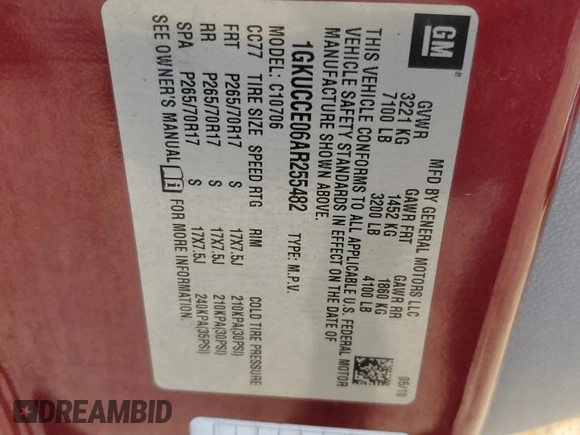 GM
®
MFD BY GENERAL MOTORS LLC
05/10
GVWR GAWR FRT GAWR RR
3221 KG 1452 KG 1860 KG
7100 LB 3200 LB 4100 LB
THIS VEHICLE CONFORMS TO ALL APPLICABLE U.S. FEDERAL MOTOR
VEHICLE SAFETY STANDARDS IN EFFECT ON THE DATE OF
MANUFACTURE SHOWN ABOVE.
1GKUCCE06AR255482 TYPE: M.P.V.
MODEL: C10706
CC77 TIRE SIZE SPEED RTG RIM COLD TIRE PRESSURE
FRT P265/70R17 S 17X7.5J 210KPA(30PSI)
RR P265/70R17 S 17X7.5J 210KPA(30PSI)
SPA P265/70R17 S 17X7.5J 240KPA(35PSI)
SEE OWNER'S MANUAL FOR MORE INFORMATION.
DREAMBID